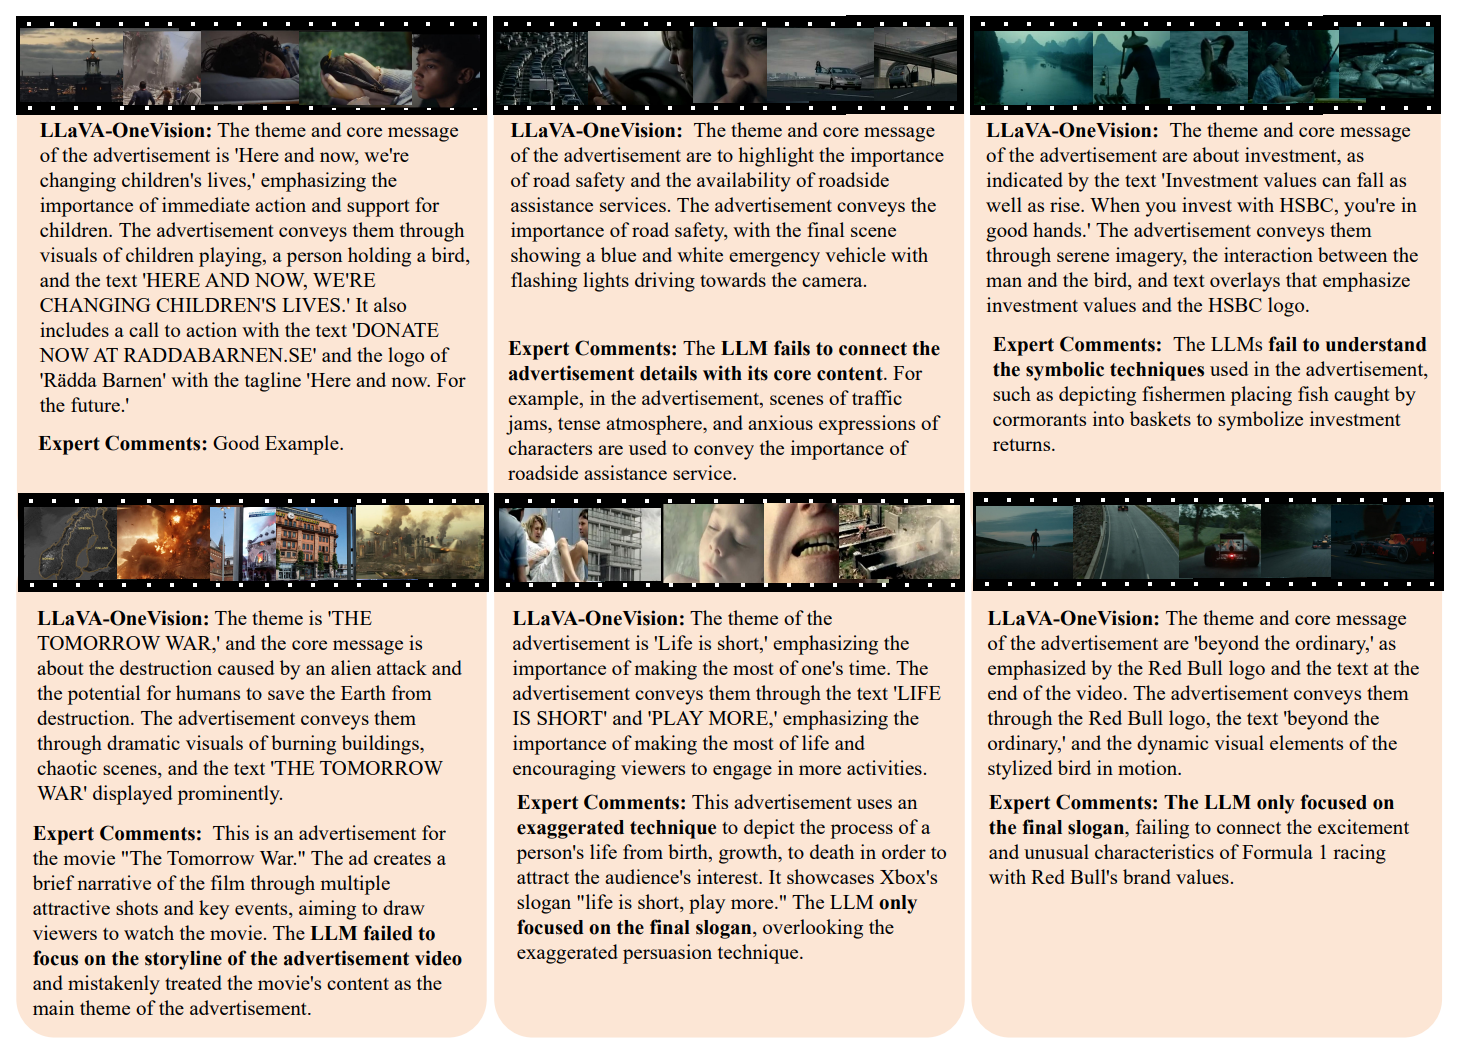 LLaVA-OneVision: The theme and core message
of the advertisement is 'Here and now, we're
changing children's lives,' emphasizing the
importance of immediate action and support for
children. The advertisement conveys them through
visuals of children playing, a person holding a bird,
and the text 'HERE AND NOW, WE'RE
CHANGING CHILDREN'S LIVES.' It also
includes a call to action with the text 'DONATE
NOW AT RADDABARNEN.SE' and the logo of
'Rädda Barnen' with the tagline 'Here and now. For
the future.'
Expert Comments: Good Example.
LLaVA-OneVision: The theme and core message
of the advertisement are to highlight the importance
of road safety and the availability of roadside
assistance services. The advertisement conveys the
importance of road safety, with the final scene
showing a blue and white emergency vehicle with
flashing lights driving towards the camera.
Expert Comments: The LLM fails to connect the
advertisement details with its core content. For
example, in the advertisement, scenes of traffic
jams, tense atmosphere, and anxious expressions of
characters are used to convey the importance of
roadside assistance service.
LLaVA-OneVision: The theme and core message
of the advertisement are about investment, as
indicated by the text 'Investment values can fall as
well as rise. When you invest with HSBC, you're in
good hands.' The advertisement conveys them
through serene imagery, the interaction between the
man and the bird, and text overlays that emphasize
investment values and the HSBC logo.
Expert Comments: The LLMs fail to understand
the symbolic techniques used in the advertisement,
such as depicting fishermen placing fish caught by
cormorants into baskets to symbolize investment
returns.
LLaVA-OneVision: The theme is 'THE
TOMORROW WAR,' and the core message is
about the destruction caused by an alien attack and
the potential for humans to save the Earth from
destruction. The advertisement conveys them
through dramatic visuals of burning buildings,
chaotic scenes, and the text 'THE TOMORROW
WAR' displayed prominently.
Expert Comments: This is an advertisement for
the movie "The Tomorrow War." The ad creates a
brief narrative of the film through multiple
attractive shots and key events, aiming to draw
viewers to watch the movie. The LLM failed to
focus on the storyline of the advertisement video
and mistakenly treated the movie's content as the
main theme of the advertisement.
LLaVA-OneVision: The theme of the
advertisement is 'Life is short,' emphasizing the
importance of making the most of one's time. The
advertisement conveys them through the text 'LIFE
IS SHORT' and 'PLAY MORE,' emphasizing the
importance of making the most of life and
encouraging viewers to engage in more activities.
Expert Comments: This advertisement uses an
exaggerated technique to depict the process of a
person's life from birth, growth, to death in order to
attract the audience's interest. It showcases Xbox's
slogan "life is short, play more." The LLM only
focused on the final slogan, overlooking the
exaggerated persuasion technique.
LLaVA-OneVision: The theme and core message
of the advertisement are 'beyond the ordinary,' as
emphasized by the Red Bull logo and the text at the
end of the video. The advertisement conveys them
through the Red Bull logo, the text 'beyond the
ordinary,' and the dynamic visual elements of the
stylized bird in motion.
Expert Comments: The LLM only focused on
the final slogan, failing to connect the excitement
and unusual characteristics of Formula 1 racing
with Red Bull's brand values.